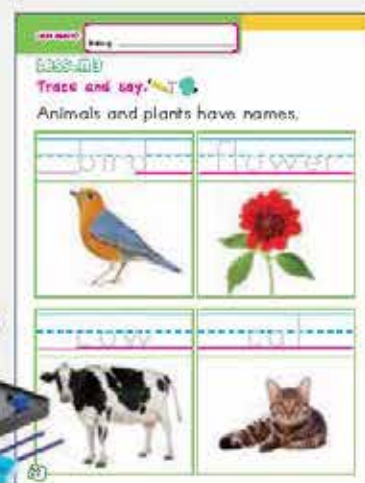 Trace and say.
Animals and plants have names.
bird flower
cow cat